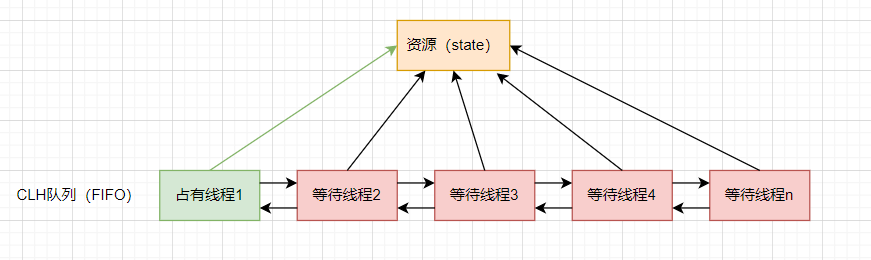 资源（state）
CLH队列（FIFO）
占有线程1
等待线程2
等待线程3
等待线程4
等待线程n